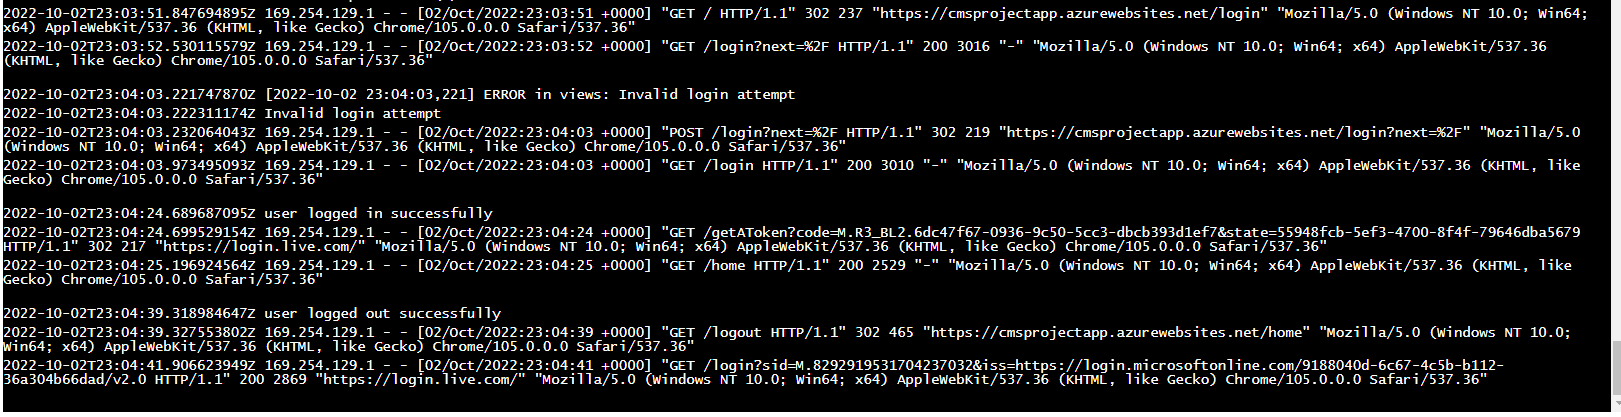 2022-10-02T23:03:51.847694895Z 169.254.129.1 - - [02/Oct/2022:23:03:51 +0000] "GET / HTTP/1.1" 302 237 "https://cmsprojectapp.azurewebsites.net/login" "Mozilla/5.0 (Windows NT 10.0; Win64;
x64) AppleWebKit/537.36 (KHTML, like Gecko) Chrome/105.0.0.0 Safari/537.36"
2022-10-02T23:03:52.530115579Z 169.254.129.1 - - [02/Oct/2022:23:03:52 +0000] "GET /login?next=%2F HTTP/1.1" 200 3016 "-" "Mozilla/5.0 (Windows NT 10.0; Win64; x64) AppleWebKit/537.36
(KHTML, like Gecko) Chrome/105.0.0.0 Safari/537.36"
2022-10-02T23:04:03.221747870Z [2022-10-02 23:04:03,221] ERROR in views: Invalid login attempt
2022-10-02T23:04:03.222311174Z Invalid login attempt
2022-10-02T23:04:03.232064043Z 169.254.129.1 - - [02/Oct/2022:23:04:03 +0000] "POST /login?next=%2F HTTP/1.1" 302 219 "https://cmsprojectapp.azurewebsites.net/login?next=%2F" "Mozilla/5.0
(Windows NT 10.0; Win64; x64) AppleWebKit/537.36 (KHTML, like Gecko) Chrome/105.0.0.0 Safari/537.36"
2022-10-02T23:04:03.973495093Z 169.254.129.1 - - [02/Oct/2022:23:04:03 +0000] "GET /login HTTP/1.1" 200 3010 "-" "Mozilla/5.0 (Windows NT 10.0; Win64; x64) AppleWebKit/537.36 (KHTML, like
Gecko) Chrome/105.0.0.0 Safari/537.36"
2022-10-02T23:04:24.689687095Z user logged in successfully
2022-10-02T23:04:24.699529154Z 169.254.129.1 - - [02/Oct/2022:23:04:24 +0000] "GET /getAToken?code=M.R3_BL2.6dc47f67-0936-9c50-5cc3-dbcb393d1ef7&state=55948fcb-5ef3-4700-8f4f-79646dba5679
HTTP/1.1" 302 217 "https://login.live.com/" "Mozilla/5.0 (Windows NT 10.0; Win64; x64) AppleWebKit/537.36 (KHTML, like Gecko) Chrome/105.0.0.0 Safari/537.36"
2022-10-02T23:04:25.196924564Z 169.254.129.1 - - [02/Oct/2022:23:04:25 +0000] "GET /home HTTP/1.1" 200 2529 "-" "Mozilla/5.0 (Windows NT 10.0; Win64; x64) AppleWebKit/537.36 (KHTML, like
Gecko) Chrome/105.0.0.0 Safari/537.36"
2022-10-02T23:04:39.318984647Z user logged out successfully
2022-10-02T23:04:39.327553802Z 169.254.129.1 - - [02/Oct/2022:23:04:39 +0000] "GET /logout HTTP/1.1" 302 465 "https://cmsprojectapp.azurewebsites.net/home" "Mozilla/5.0 (Windows NT 10.0;
Win64; x64) AppleWebKit/537.36 (KHTML, like Gecko) Chrome/105.0.0.0 Safari/537.36"
2022-10-02T23:04:41.906623949Z 169.254.129.1 - - [02/Oct/2022:23:04:41 +0000] "GET /login?sid=M.8292919531704237032&iss=https://login.microsoftonline.com/9188040d-6c67-4c5b-b112-
36a304b66dad/v2.0 HTTP/1.1" 200 2869 "https://login.live.com/" "Mozilla/5.0 (Windows NT 10.0; Win64; x64) AppleWebKit/537.36 (KHTML, like Gecko) Chrome/105.0.0.0 Safari/537.36"